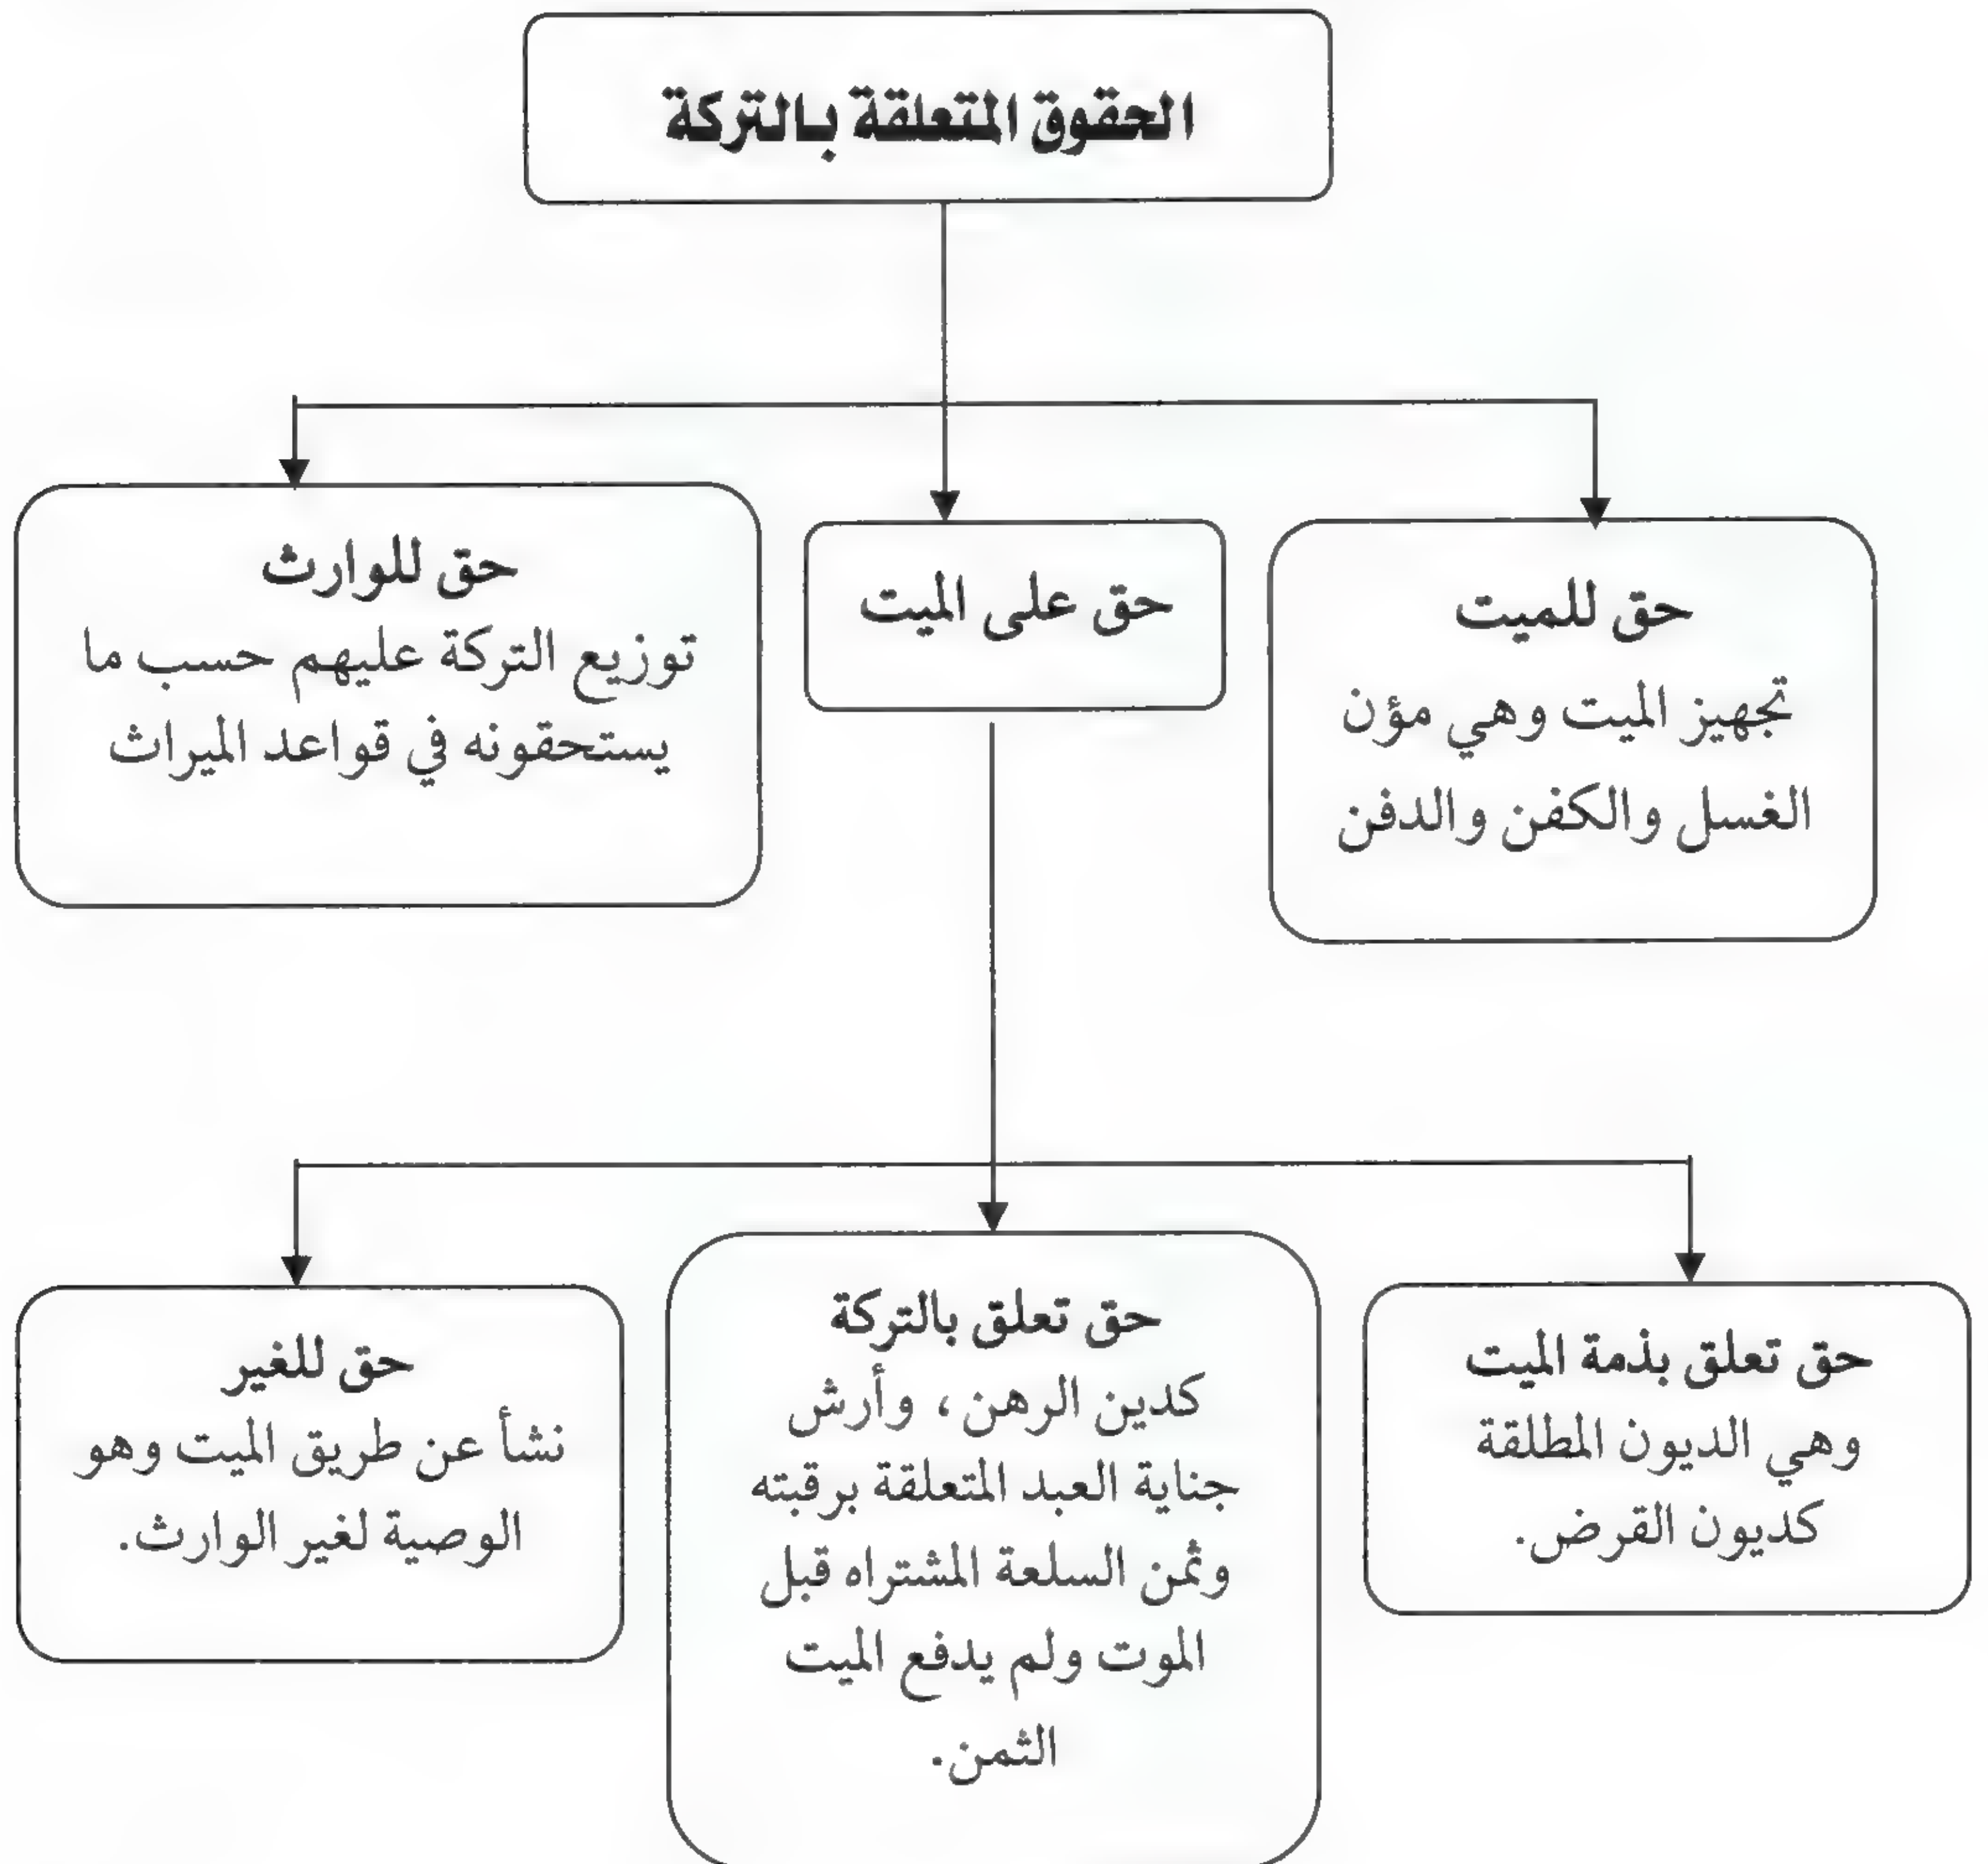 الحقوق المتعلقة بالتركة
حق للميت
تجهيز الميت وهي مؤن
الغسل والكفن والدفن
حق على الميت
حق للوارث
توزيع التركة عليهم حسب ما
يستحقونه في قواعد الميراث
حق تعلق بذمة الميت
وهي الديون المطلقة
كديون القرض.
حق تعلق بالتركة
كدين الرهن، وأرش
جناية العبد المتعلقة برقبته
وثمن السلعة المشتراه قبل
الموت ولم يدفع الميت
الثمن.
حق للغير
نشأ عن طريق الميت وهو
الوصية لغير الوارث.